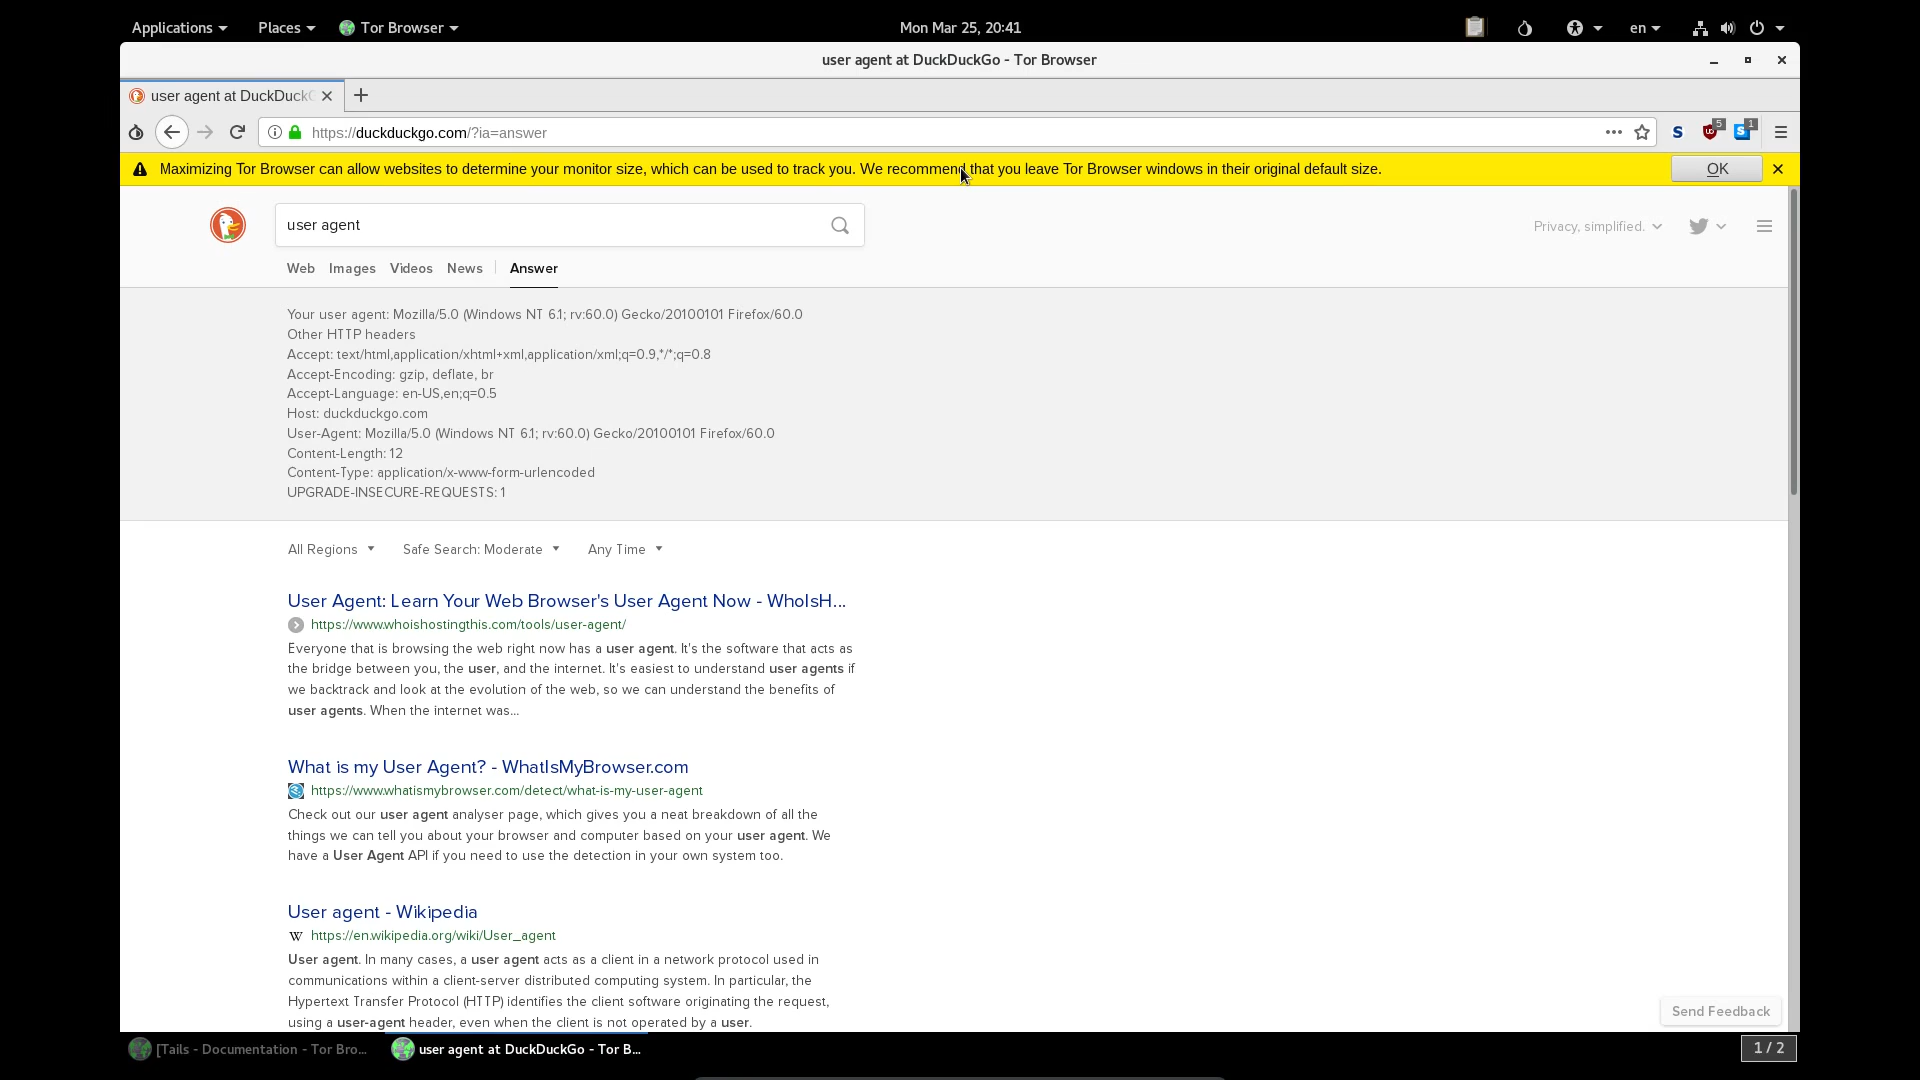 Applications Places Tor Browser Mon Mar 25, 20:41 en
user agent at DuckDuckGo - Tor Browser
user agent at DuckDuckG
https://duckduckgo.com/?ia=answer S 5 1
Maximizing Tor Browser can allow websites to determine your monitor size, which can be used to track you. We recommend that you leave Tor Browser windows in their original default size. OK
user agent
Privacy, simplified.
Web Images Videos News Answer
Your user agent: Mozilla/5.0 (Windows NT 6.1; rv:60.0) Gecko/20100101 Firefox/60.0
Other HTTP headers
Accept: text/html,application/xhtml+xml,application/xml;q=0.9,*/*;q=0.8
Accept-Encoding: gzip, deflate, br
Accept-Language: en-US,en;q=0.5
Host: duckduckgo.com
User-Agent: Mozilla/5.0 (Windows NT 6.1; rv:60.0) Gecko/20100101 Firefox/60.0
Content-Length: 12
Content-Type: application/x-www-form-urlencoded
UPGRADE-INSECURE-REQUESTS: 1
All Regions Safe Search: Moderate Any Time
User Agent: Learn Your Web Browser's User Agent Now - WhoIsH...
https://www.whoishostingthis.com/tools/user-agent/
Everyone that is browsing the web right now has a user agent. It's the software that acts as
the bridge between you, the user, and the internet. It's easiest to understand user agents if
we backtrack and look at the evolution of the web, so we can understand the benefits of
user agents. When the internet was...
What is my User Agent? - WhatIsMyBrowser.com
https://www.whatismybrowser.com/detect/what-is-my-user-agent
Check out our user agent analyser page, which gives you a neat breakdown of all the
things we can tell you about your browser and computer based on your user agent. We
have a User Agent API if you need to use the detection in your own system too.
User agent - Wikipedia
W https://en.wikipedia.org/wiki/User_agent
User agent. In many cases, a user agent acts as a client in a network protocol used in
communications within a client-server distributed computing system. In particular, the
Hypertext Transfer Protocol (HTTP) identifies the client software originating the request,
using a user-agent header, even when the client is not operated by a user.
Send Feedback
[Tails - Documentation - Tor Bro... user agent at DuckDuckGo - Tor B... 1 / 2